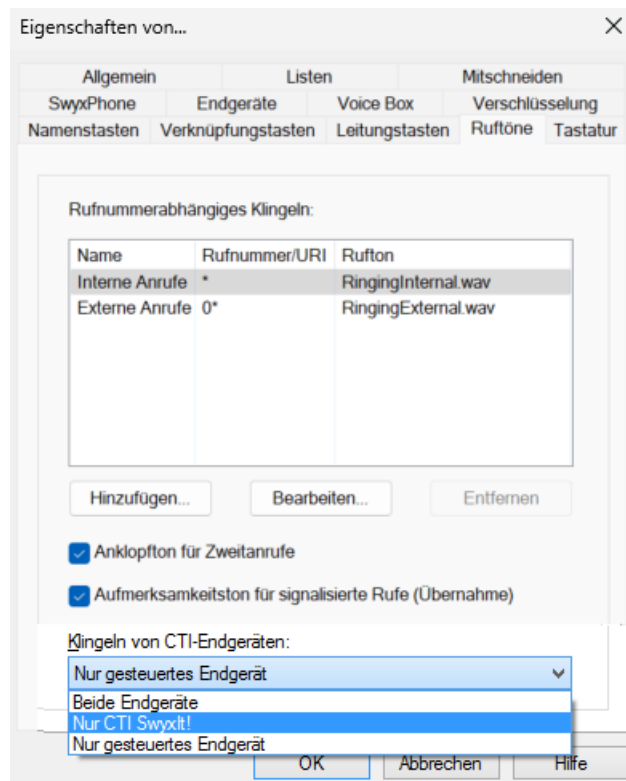 Eigenschaften von...
Allgemein Listen Mitschneiden
SwyxPhone Endgeräte Voice Box Verschlüsselung
Namenstasten Verknüpfungstasten Leitungstasten Ruftöne Tastatur
Rufnummerabhängiges Klingeln:
Name Rufnummer/URI Rufton
Interne Anrufe * RingingInternal.wav
Externe Anrufe 0* RingingExternal.wav
Hinzufügen... Bearbeiten... Entfernen
Anklopfton für Zweitanrufe
Aufmerksamkeitston für signalisierte Rufe (Übernahme)
Klingeln von CTI-Endgeräten:
Nur gesteuertes Endgerät
Beide Endgeräte
Nur CTI SwyxIt!
Nur gesteuertes Endgerät
OK Abbrechen Hilfe